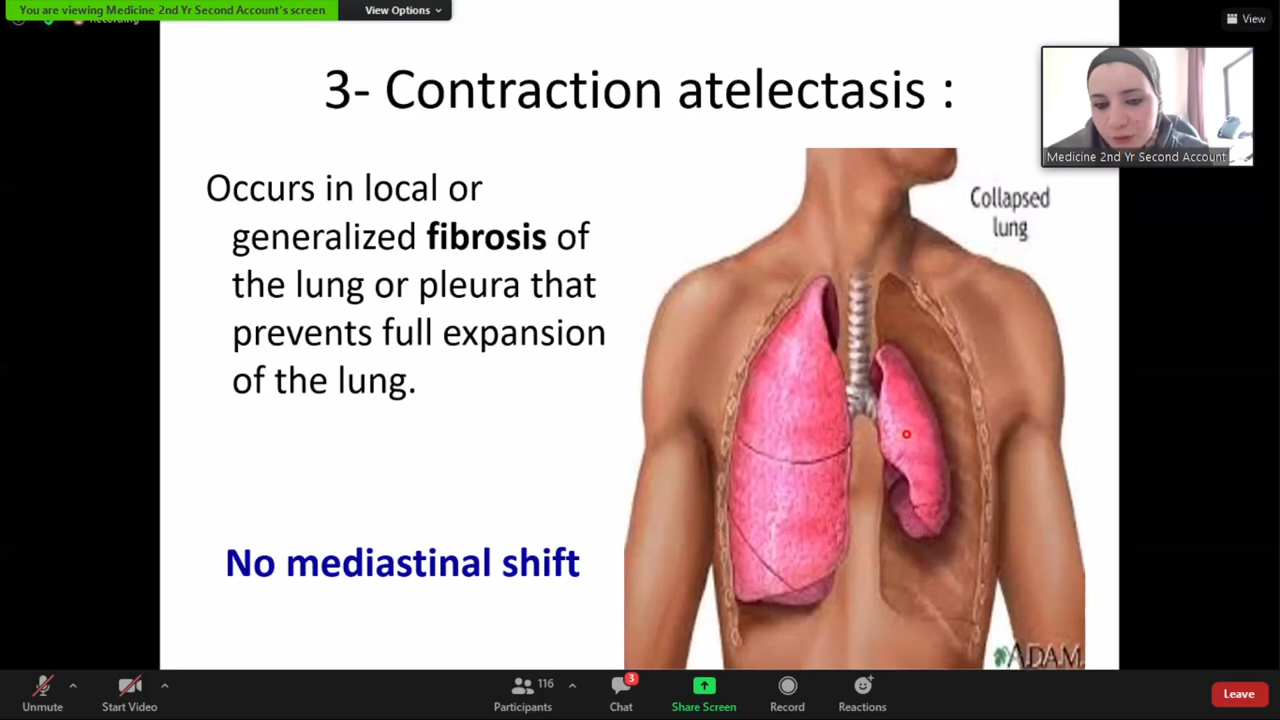 You are viewing Medicine 2nd Yr Second Account's screen
View Options
Recording
View
3- Contraction atelectasis :
Medicine 2nd Yr Second Account
Occurs in local or
generalized fibrosis of
the lung or pleura that
prevents full expansion
of the lung.
No mediastinal shift
Collapsed
lung
ADAM
Unmute
Start Video
116
Participants
3
Chat
Share Screen
Record
Reactions
Leave